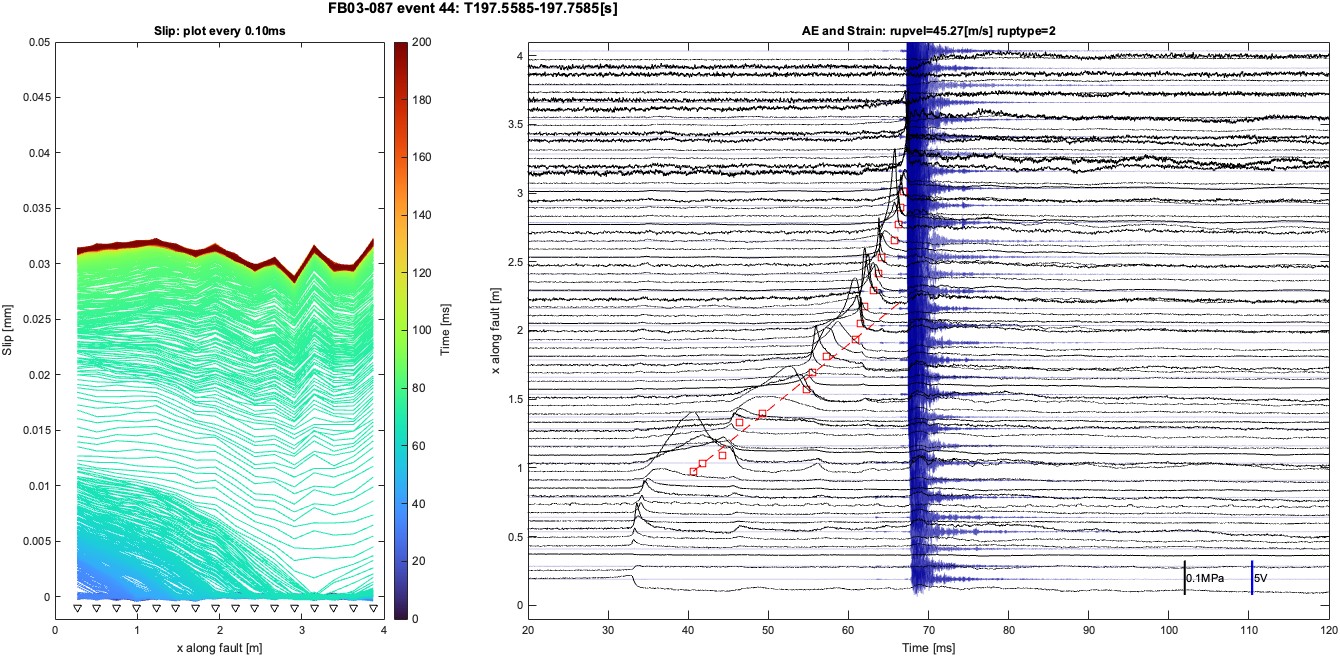 FB03-087 event 44: T197.5585-197.7585[s]
Slip: plot every 0.10ms
0.05
0.045
0.04
0.035
0.03
0.025
0.02
0.015
0.01
0.005
0
Slip [mm]
0 1 2 3 4
x along fault [m]
200
180
160
140
120
100
80
60
40
20
0
Time [ms]
AE and Strain: rupvel=45.27[m/s] ruptype=2
4
3.5
3
2.5
2
1.5
1
0.5
0
x along fault [m]
0.1MPa
5V
20 30 40 50 60 70 80 90 100 110 120
Time [ms]